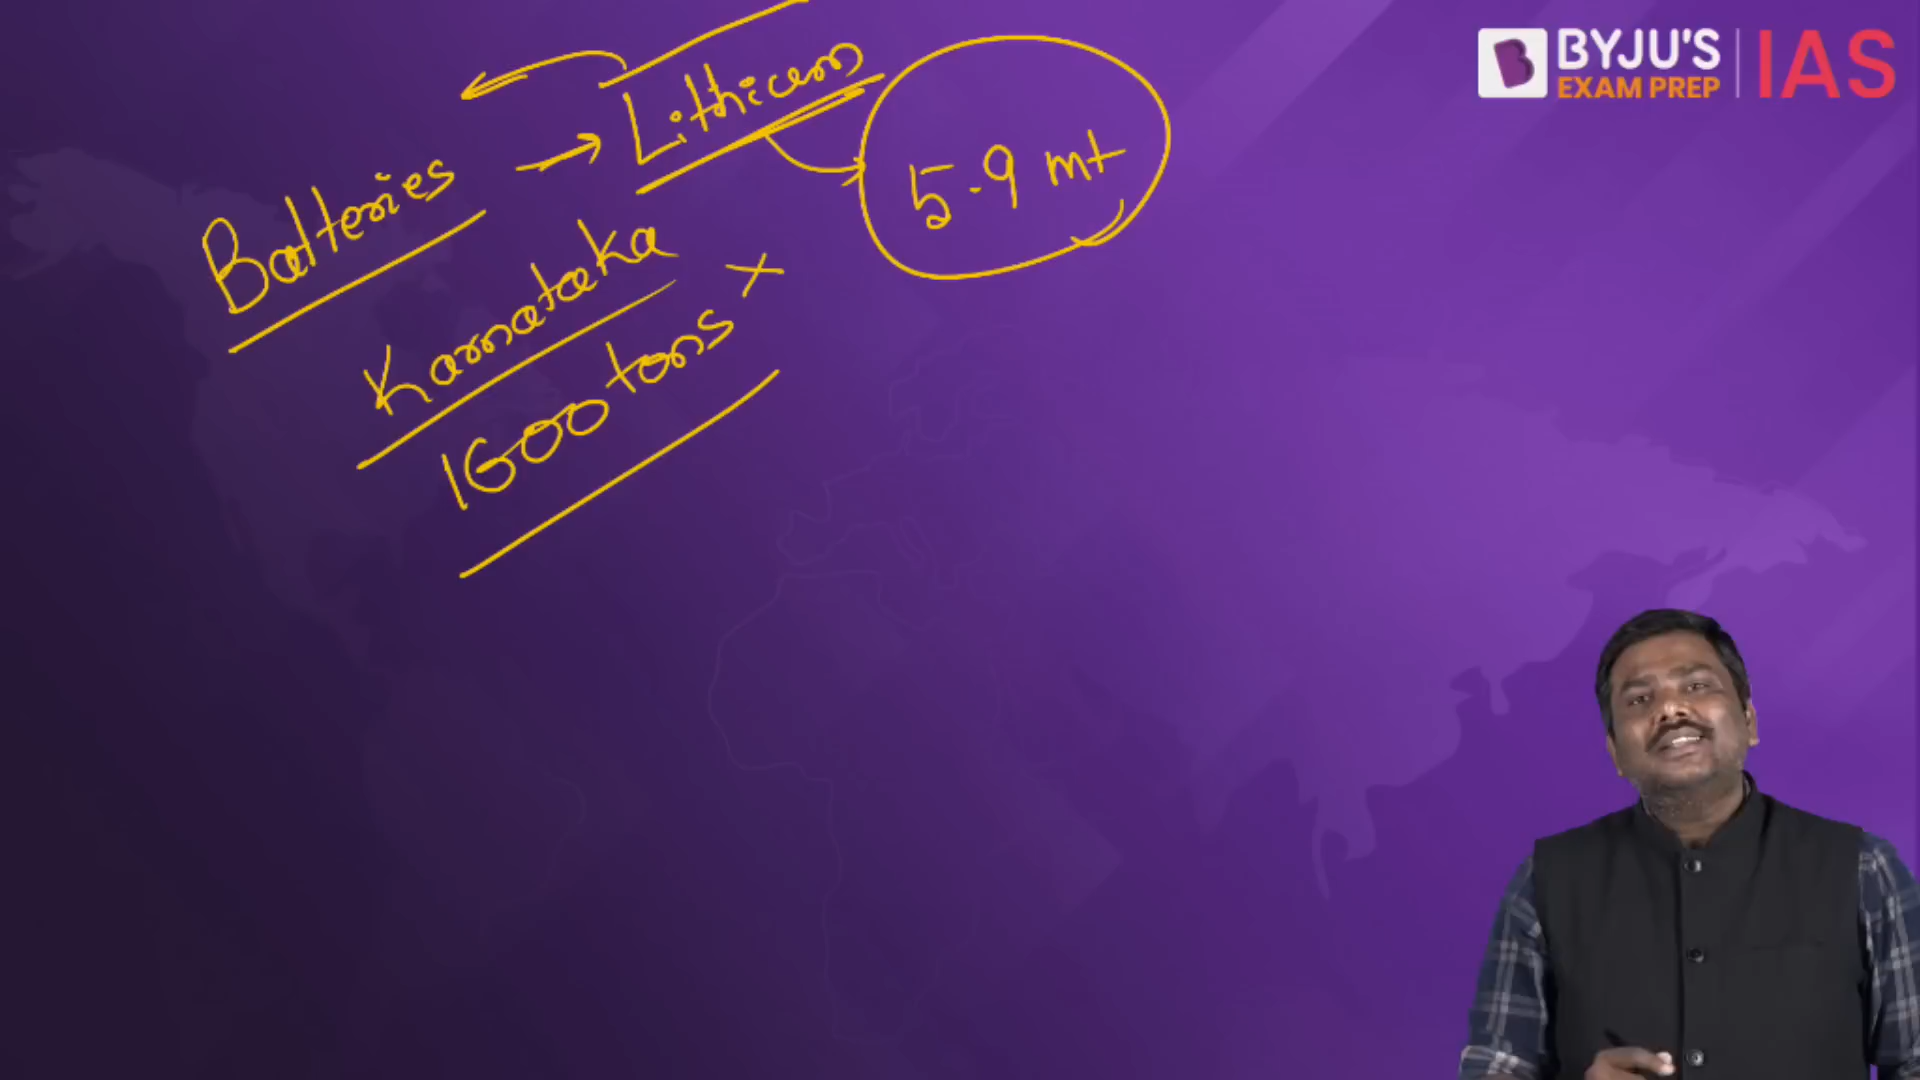 Batteries → Lithium
5.9 mt
Karnataka
1600 tons ×
BYJU'S
EXAM PREP
IAS